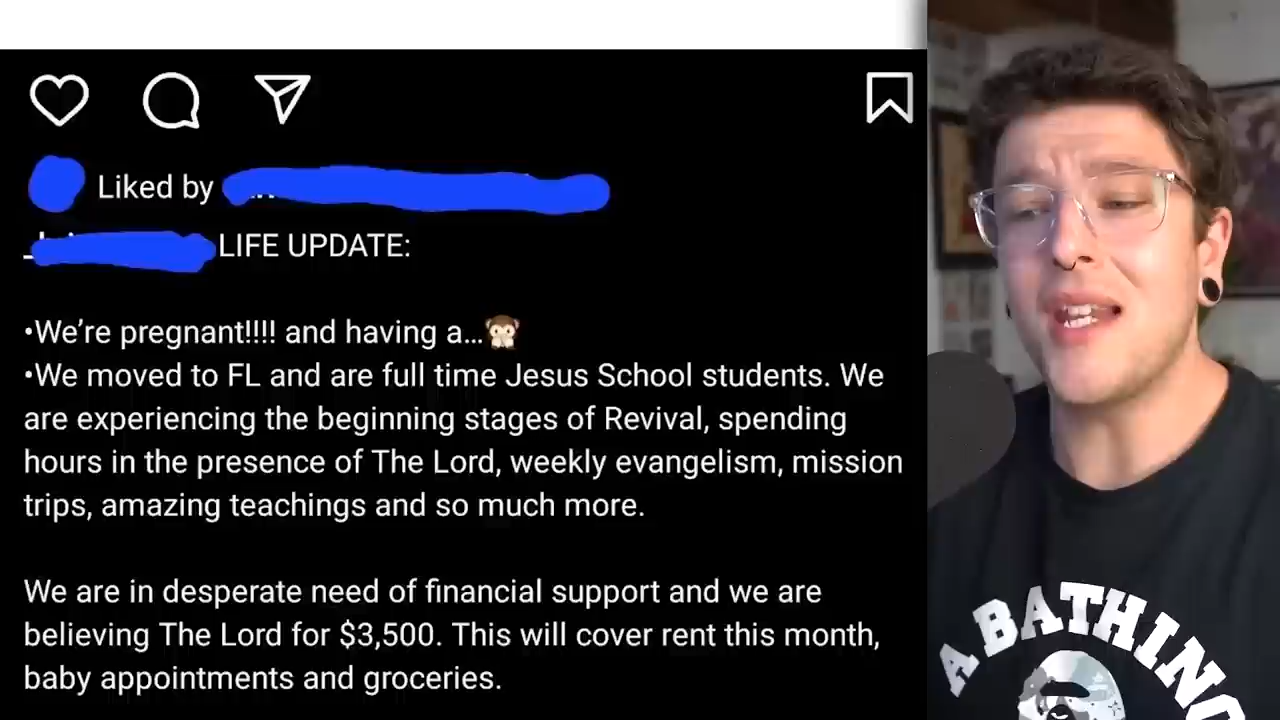 Liked by
LIFE UPDATE:
•We're pregnant!!!! and having a…🙊
•We moved to FL and are full time Jesus School students. We
are experiencing the beginning stages of Revival, spending
hours in the presence of The Lord, weekly evangelism, mission
trips, amazing teachings and so much more.
We are in desperate need of financial support and we are
believing The Lord for $3,500. This will cover rent this month,
baby appointments and groceries.
A BATHING